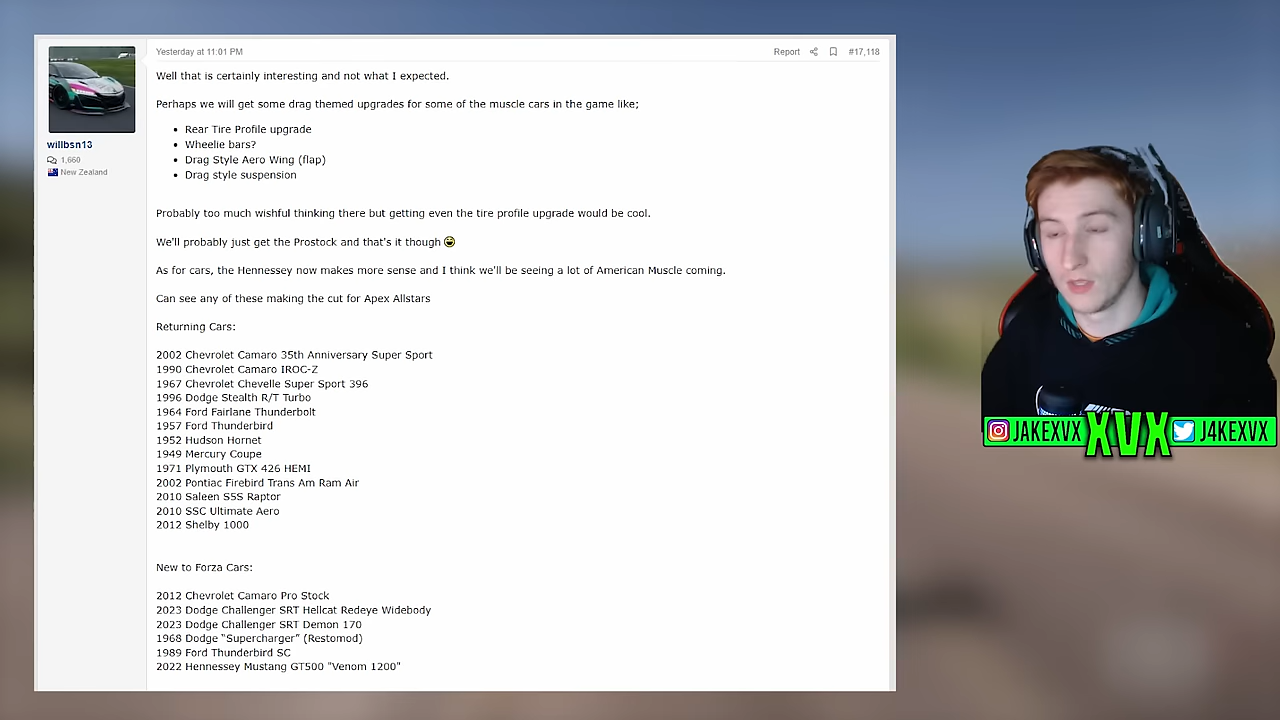 Yesterday at 11:01 PM
Report
#17,118
Well that is certainly interesting and not what I expected.
willbsn13
1,660
New Zealand
Perhaps we will get some drag themed upgrades for some of the muscle cars in the game like;
• Rear Tire Profile upgrade
• Wheelie bars?
• Drag Style Aero Wing (flap)
• Drag style suspension
Probably too much wishful thinking there but getting even the tire profile upgrade would be cool.
We'll probably just get the Prostock and that's it though
As for cars, the Hennessey now makes more sense and I think we'll be seeing a lot of American Muscle coming.
Can see any of these making the cut for Apex Allstars
Returning Cars:
2002 Chevrolet Camaro 35th Anniversary Super Sport
1990 Chevrolet Camaro IROC-Z
1967 Chevrolet Chevelle Super Sport 396
1996 Dodge Stealth R/T Turbo
1964 Ford Fairlane Thunderbolt
1957 Ford Thunderbird
1952 Hudson Hornet
1949 Mercury Coupe
1971 Plymouth GTX 426 HEMI
2002 Pontiac Firebird Trans Am Ram Air
2010 Saleen S5S Raptor
2010 SSC Ultimate Aero
2012 Shelby 1000
New to Forza Cars:
2012 Chevrolet Camaro Pro Stock
2023 Dodge Challenger SRT Hellcat Redeye Widebody
2023 Dodge Challenger SRT Demon 170
1968 Dodge “Supercharger” (Restomod)
1989 Ford Thunderbird SC
2022 Hennessey Mustang GT500 "Venom 1200"
JAKEXVX XVX J4KEXVX